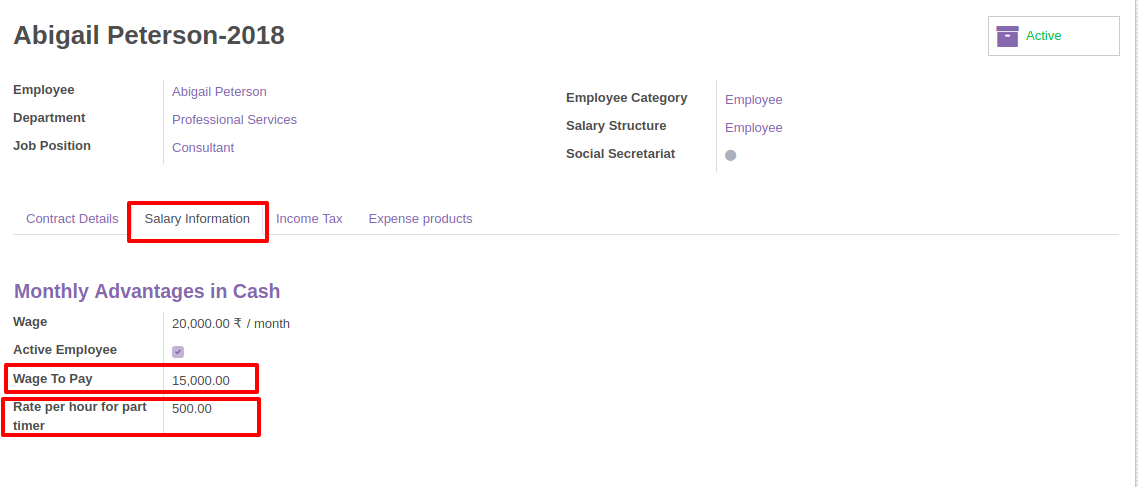 Abigail Peterson-2018
Active
Employee Abigail Peterson
Department Professional Services
Job Position Consultant
Employee Category Employee
Salary Structure Employee
Social Secretariat
Contract Details Salary Information Income Tax Expense products
Monthly Advantages in Cash
Wage 20,000.00 ₹ / month
Active Employee
Wage To Pay 15,000.00
Rate per hour for part 500.00
timer